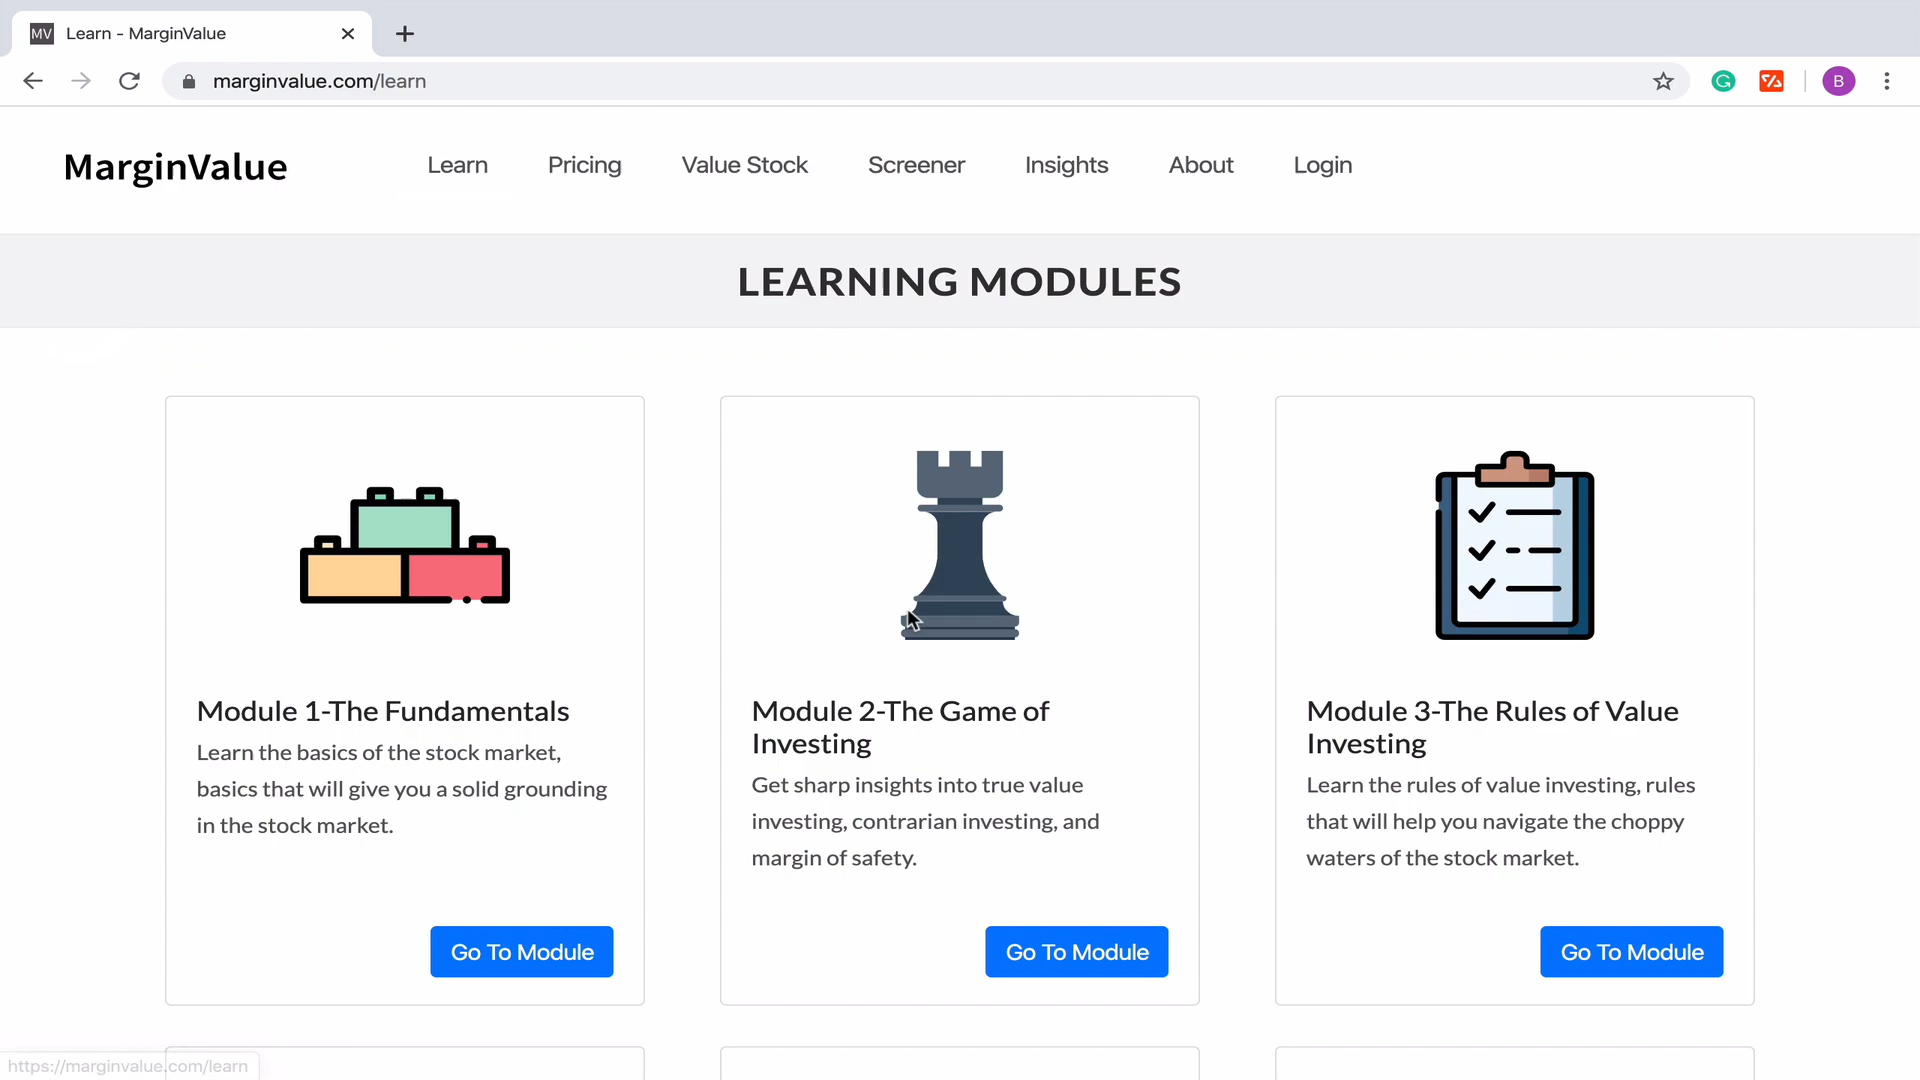 MV Learn - MarginValue
marginvalue.com/learn
B
MarginValue
Learn Pricing Value Stock Screener Insights About Login
LEARNING MODULES
Module 1-The Fundamentals
Learn the basics of the stock market,
basics that will give you a solid grounding
in the stock market.
Go To Module
Module 2-The Game of
Investing
Get sharp insights into true value
investing, contrarian investing, and
margin of safety.
Go To Module
Module 3-The Rules of Value
Investing
Learn the rules of value investing, rules
that will help you navigate the choppy
waters of the stock market.
Go To Module
https://marginvalue.com/learn